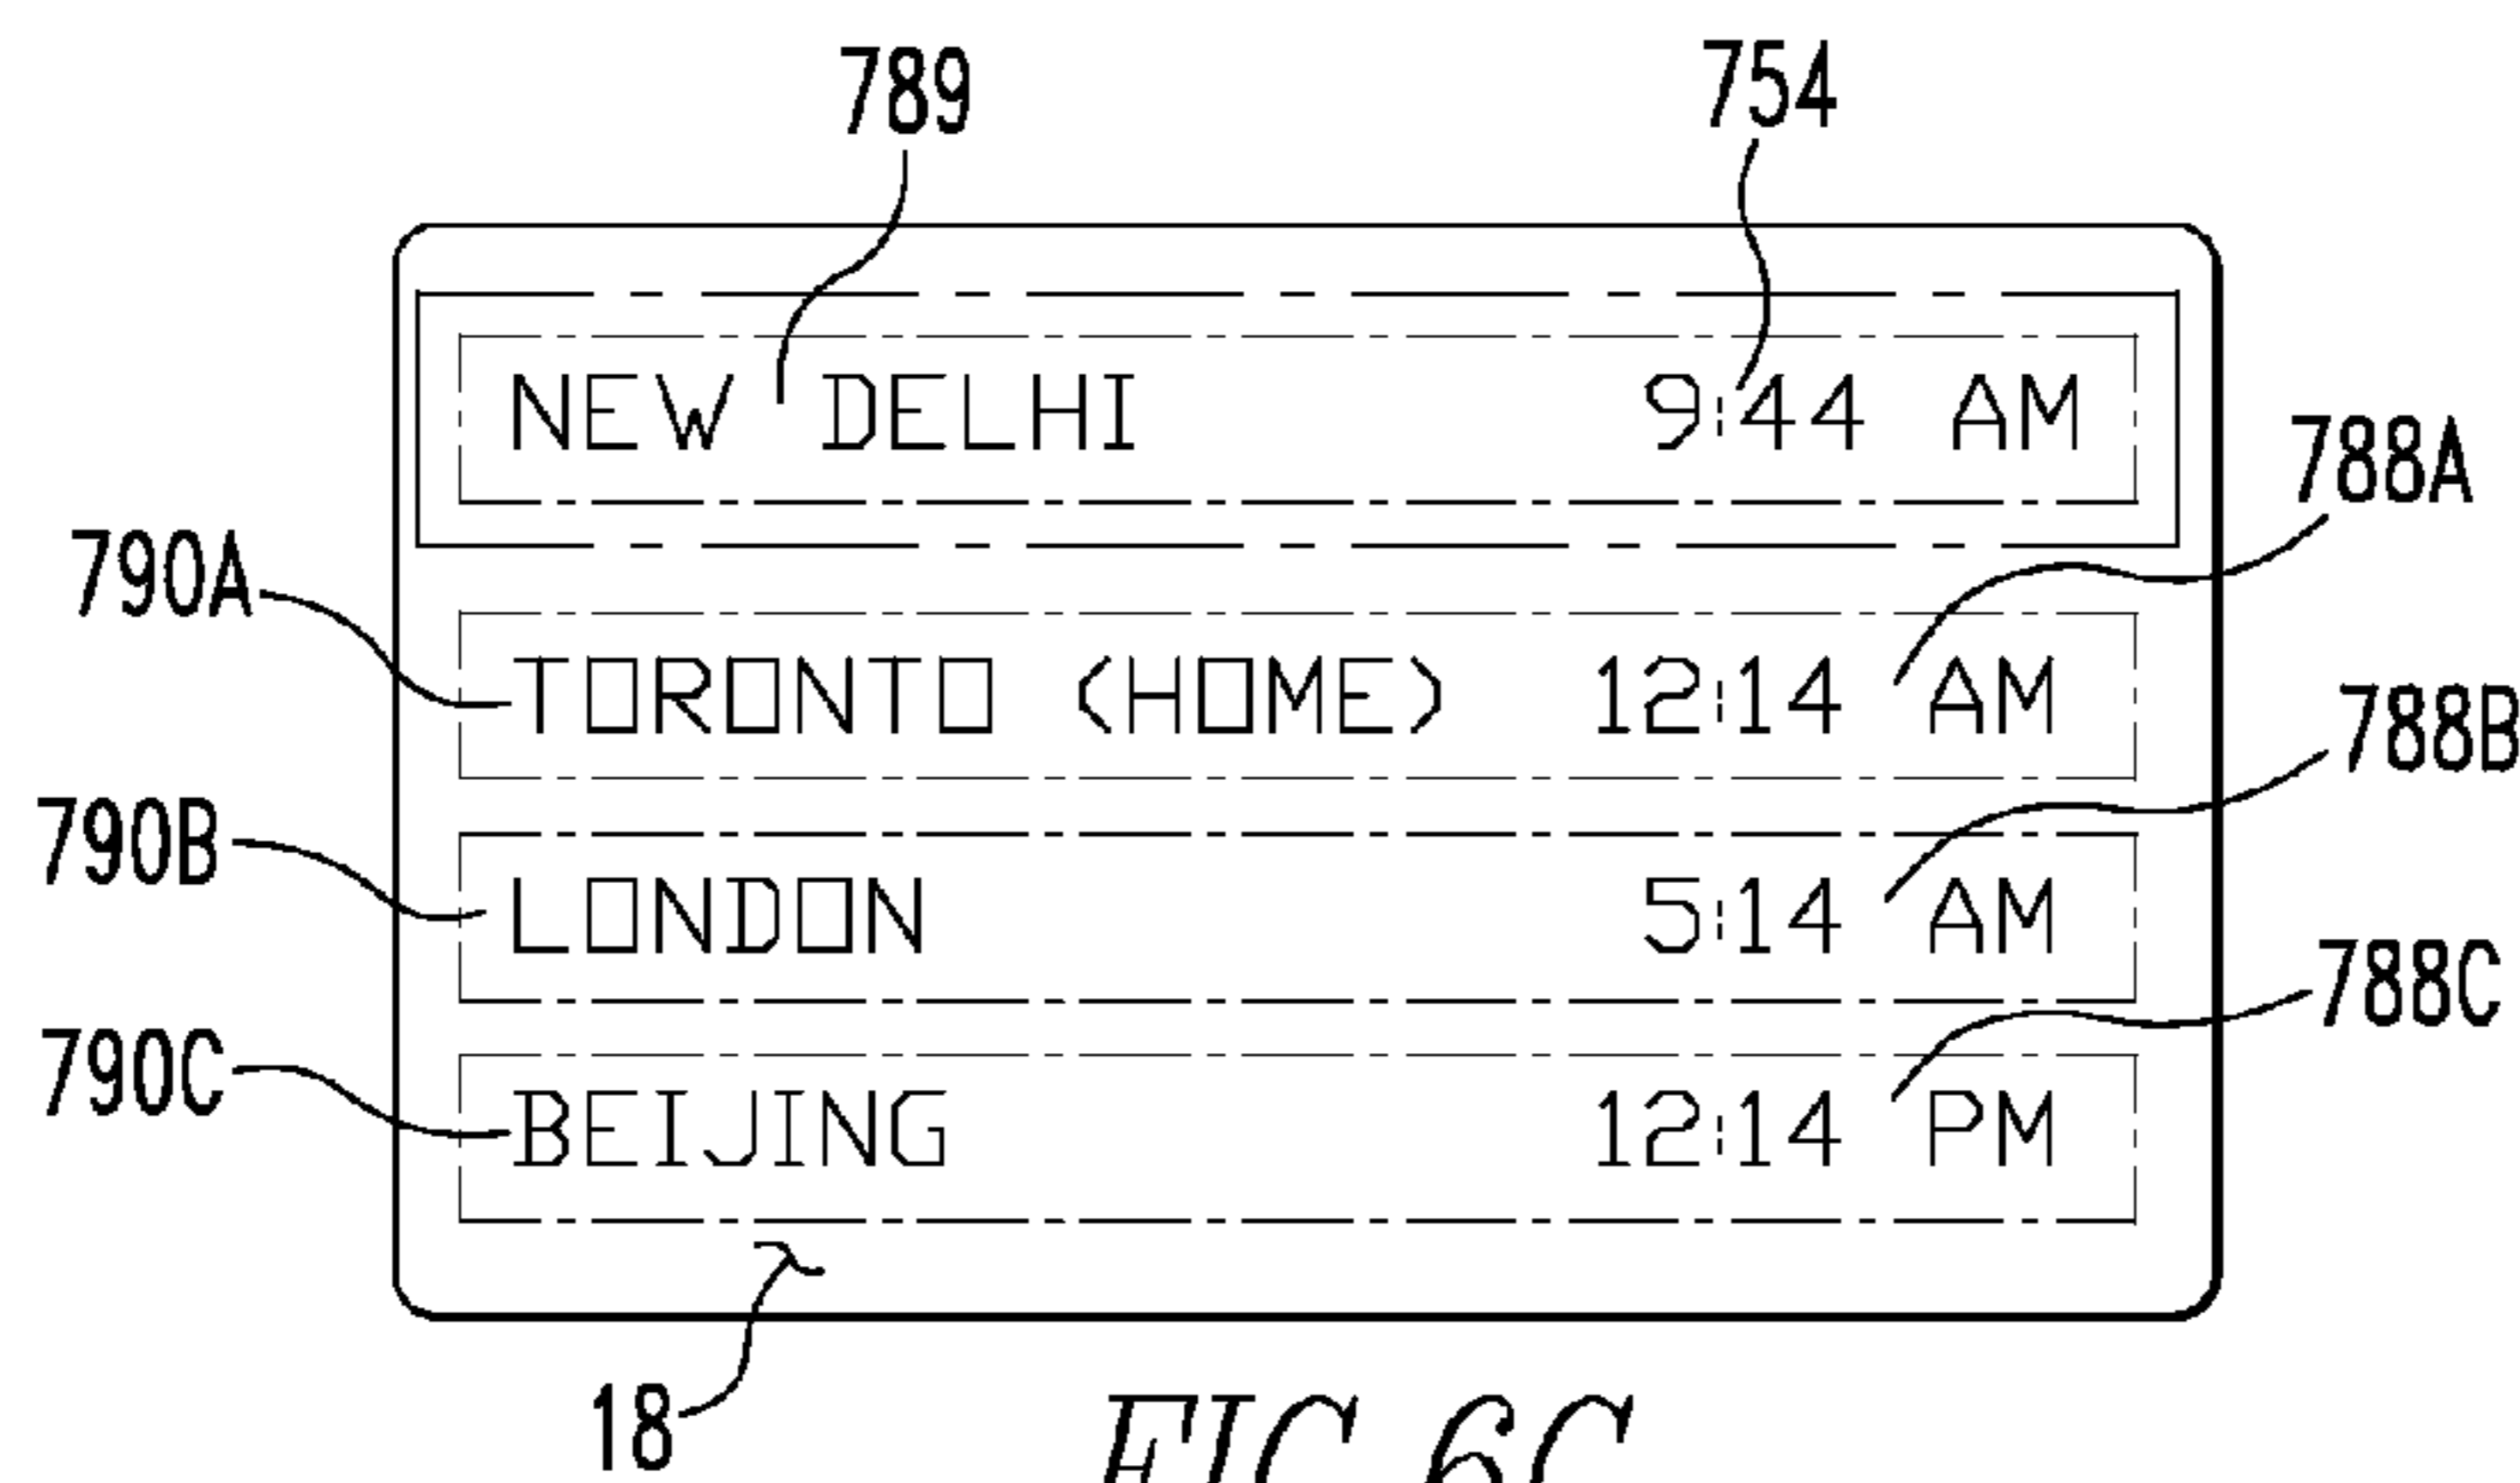 789 754
NEW DELHI 9:44 AM
788A
790A
TORONTO (HOME) 12:14 AM
788B
790B
LONDON 5:14 AM
788C
790C
BEIJING 12:14 PM
18
FIG 6C